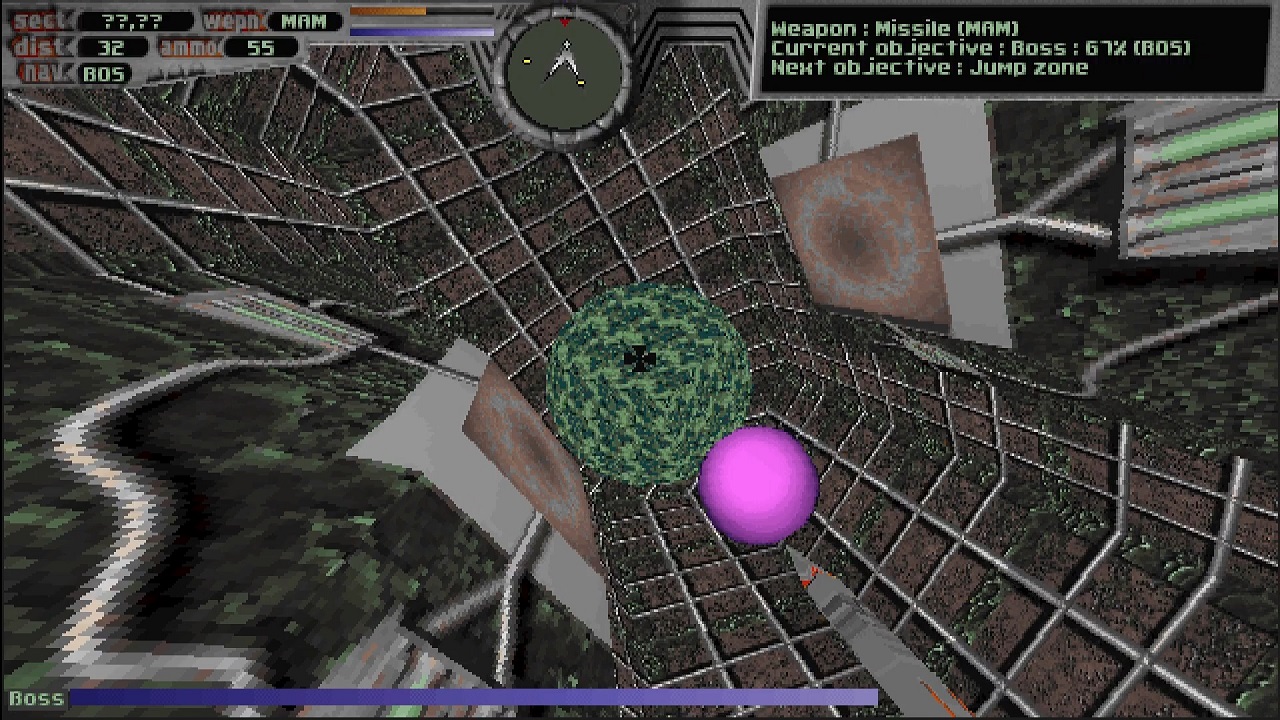 sect ??,?? wepn MAM
dist 32 ammo 55
nav BOS
Weapon : Missile (MAM)
Current objective : Boss : 67% (BOS)
Next objective : Jump zone
Boss